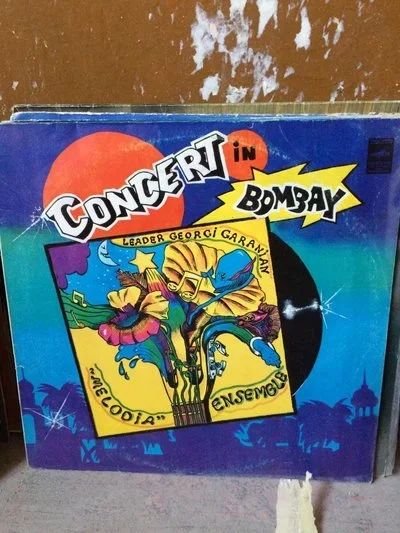 CONCERT in
BOMBAY
LEADER GEORGI GARANIAN
"MELODIA"
ENSEMBLE